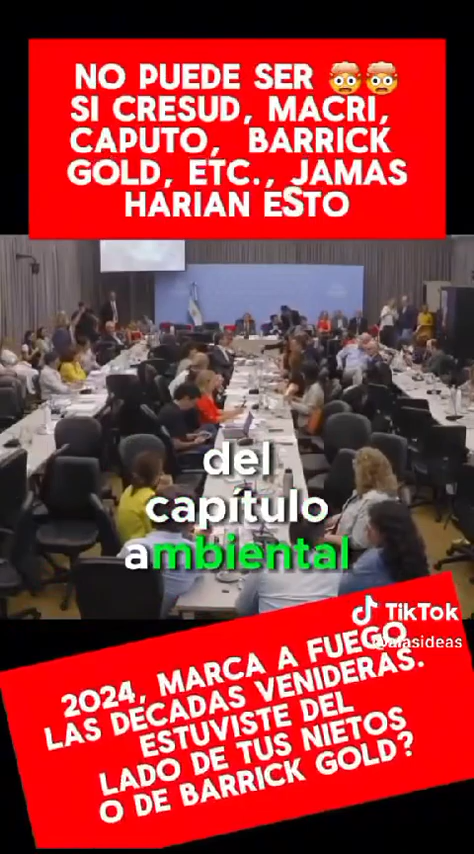 NO PUEDE SER 🤯🤯
SI CRESUD, MACRI,
CAPUTO, BARRICK
GOLD, ETC., JAMAS
HARIAN ESTO
del
capítulo
ambiental
TikTok
@alasideas
2024, MARCA A FUEGO
LAS DECADAS VENIDERAS.
ESTUVISTE DEL
LADO DE TUS NIETOS
O DE BARRICK GOLD?